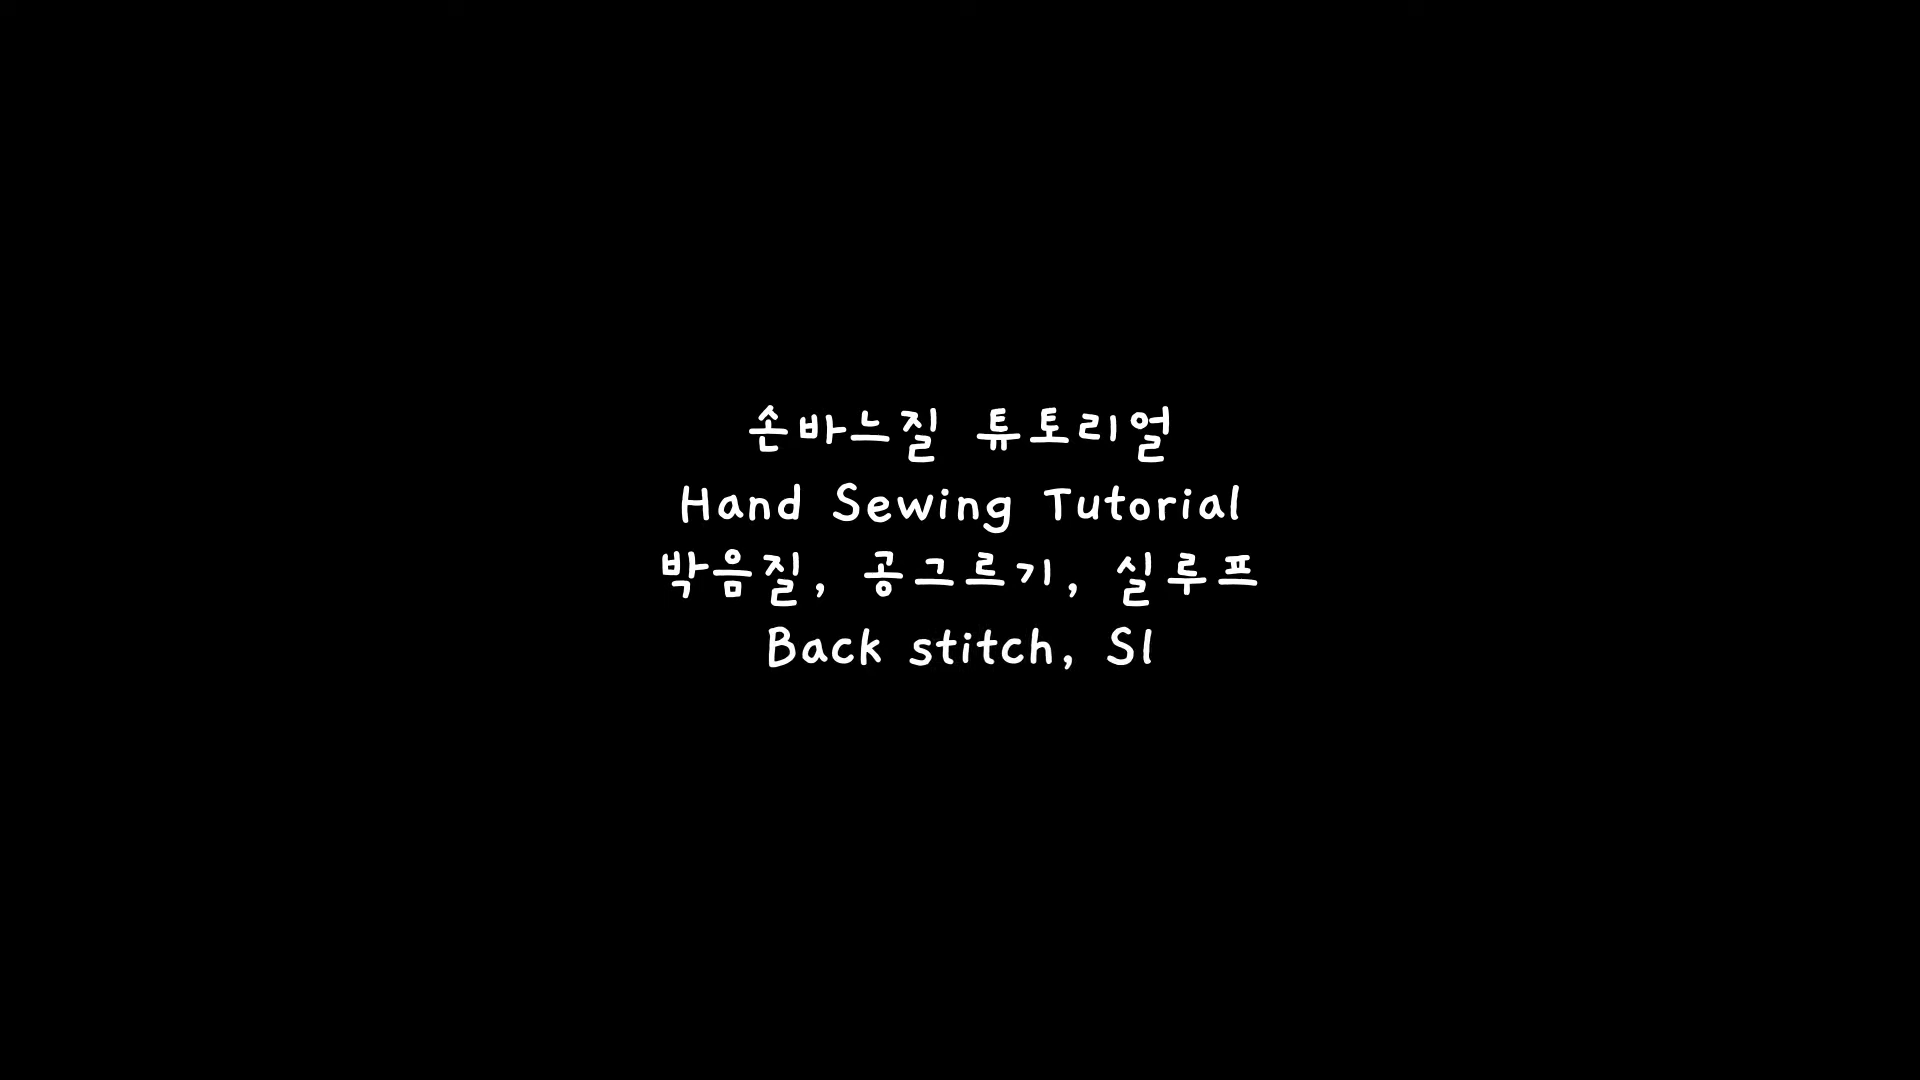 손바느질 튜토리얼
Hand Sewing Tutorial
박음질, 공그르기, 실루프
Back stitch, Sl